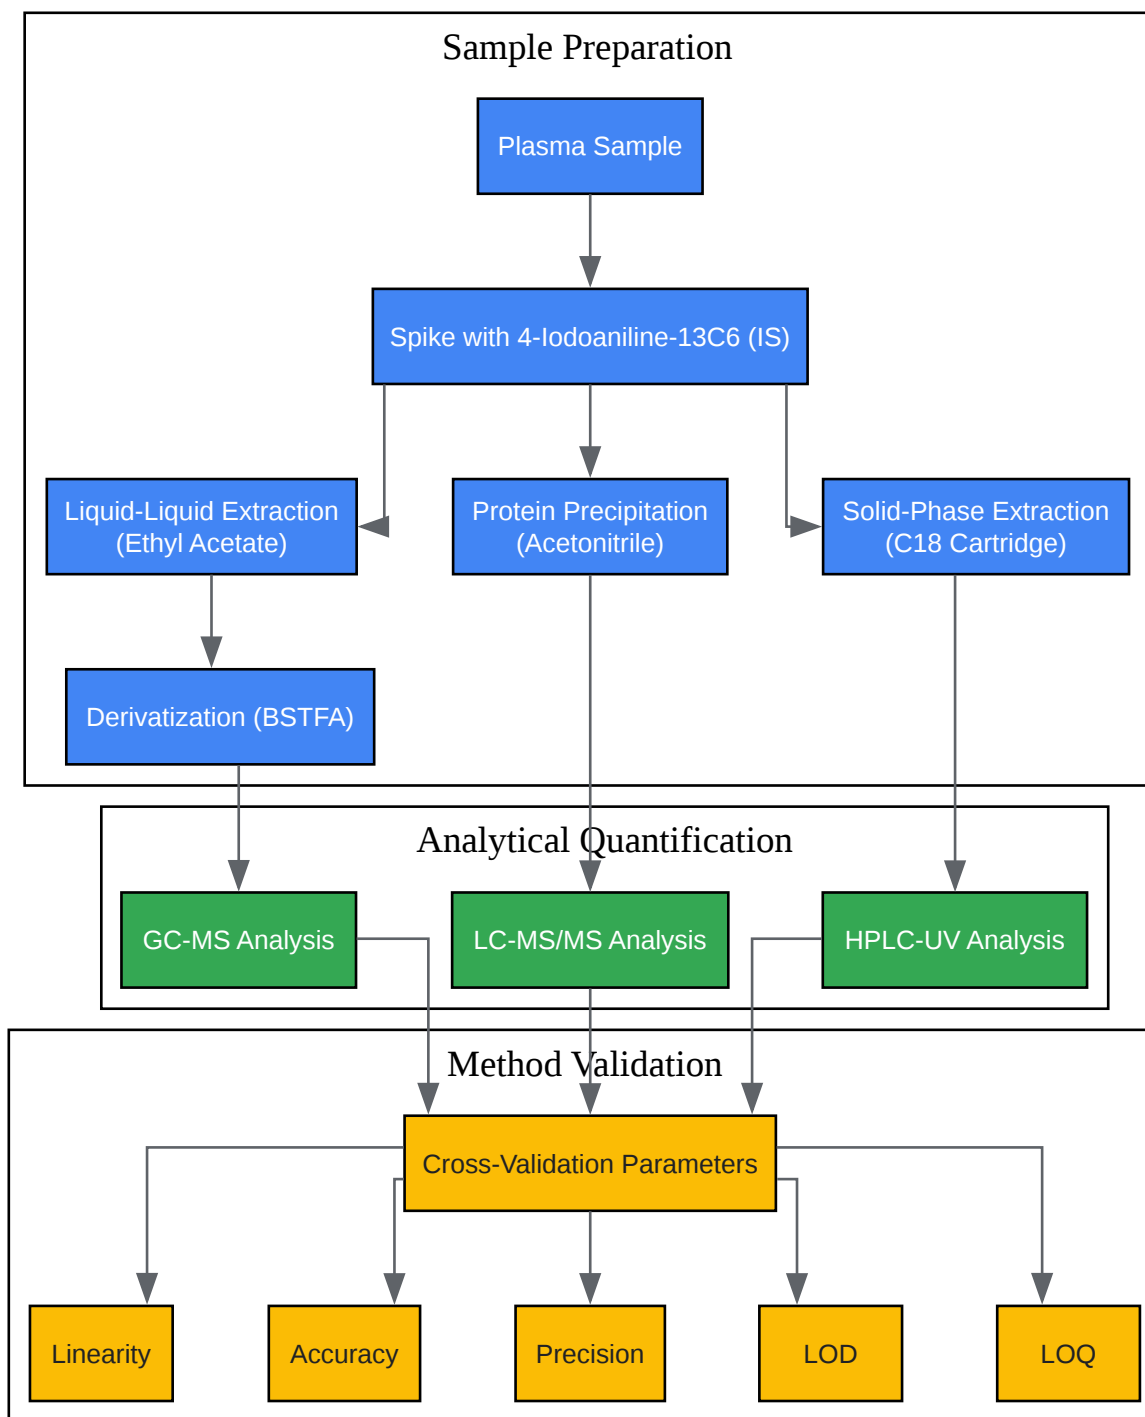 Sample Preparation
Plasma Sample
Spike with 4-Iodoaniline-13C6 (IS)
Liquid-Liquid Extraction
(Ethyl Acetate)
Protein Precipitation
(Acetonitrile)
Solid-Phase Extraction
(C18 Cartridge)
Derivatization (BSTFA)
Analytical Quantification
GC-MS Analysis
LC-MS/MS Analysis
HPLC-UV Analysis
Method Validation
Cross-Validation Parameters
Linearity
Accuracy
Precision
LOD
LOQ